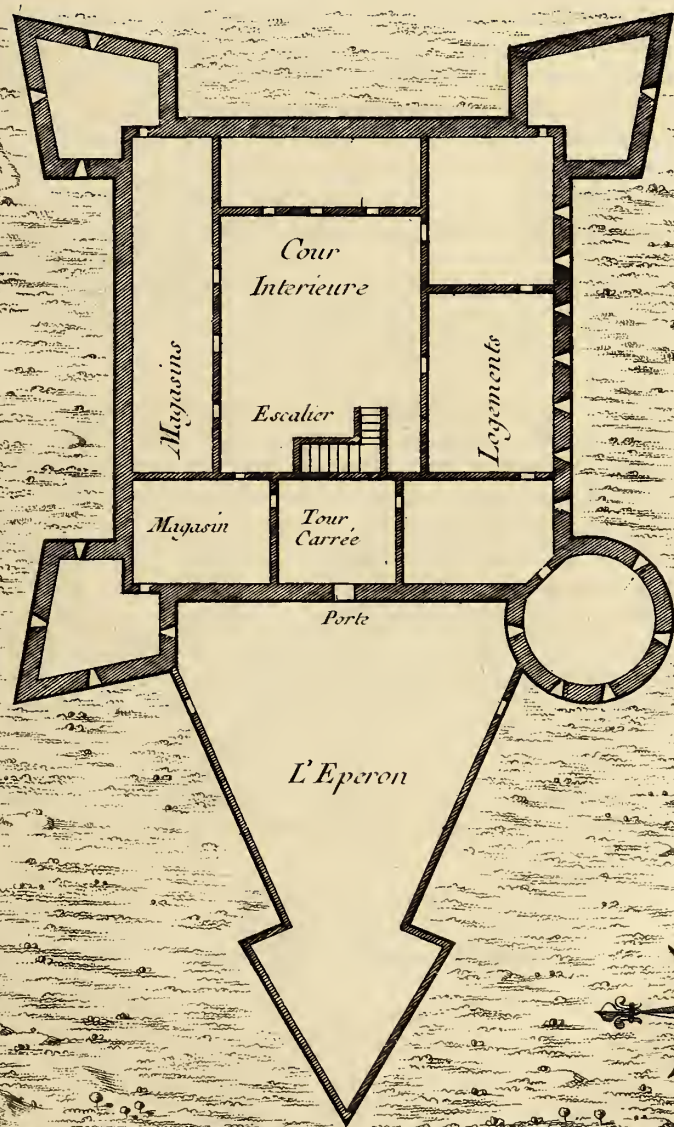 Cour
Interieure
Magasins
Logements
Escalier
Magasin
Tour
Carrée
Porte
L'Eperon